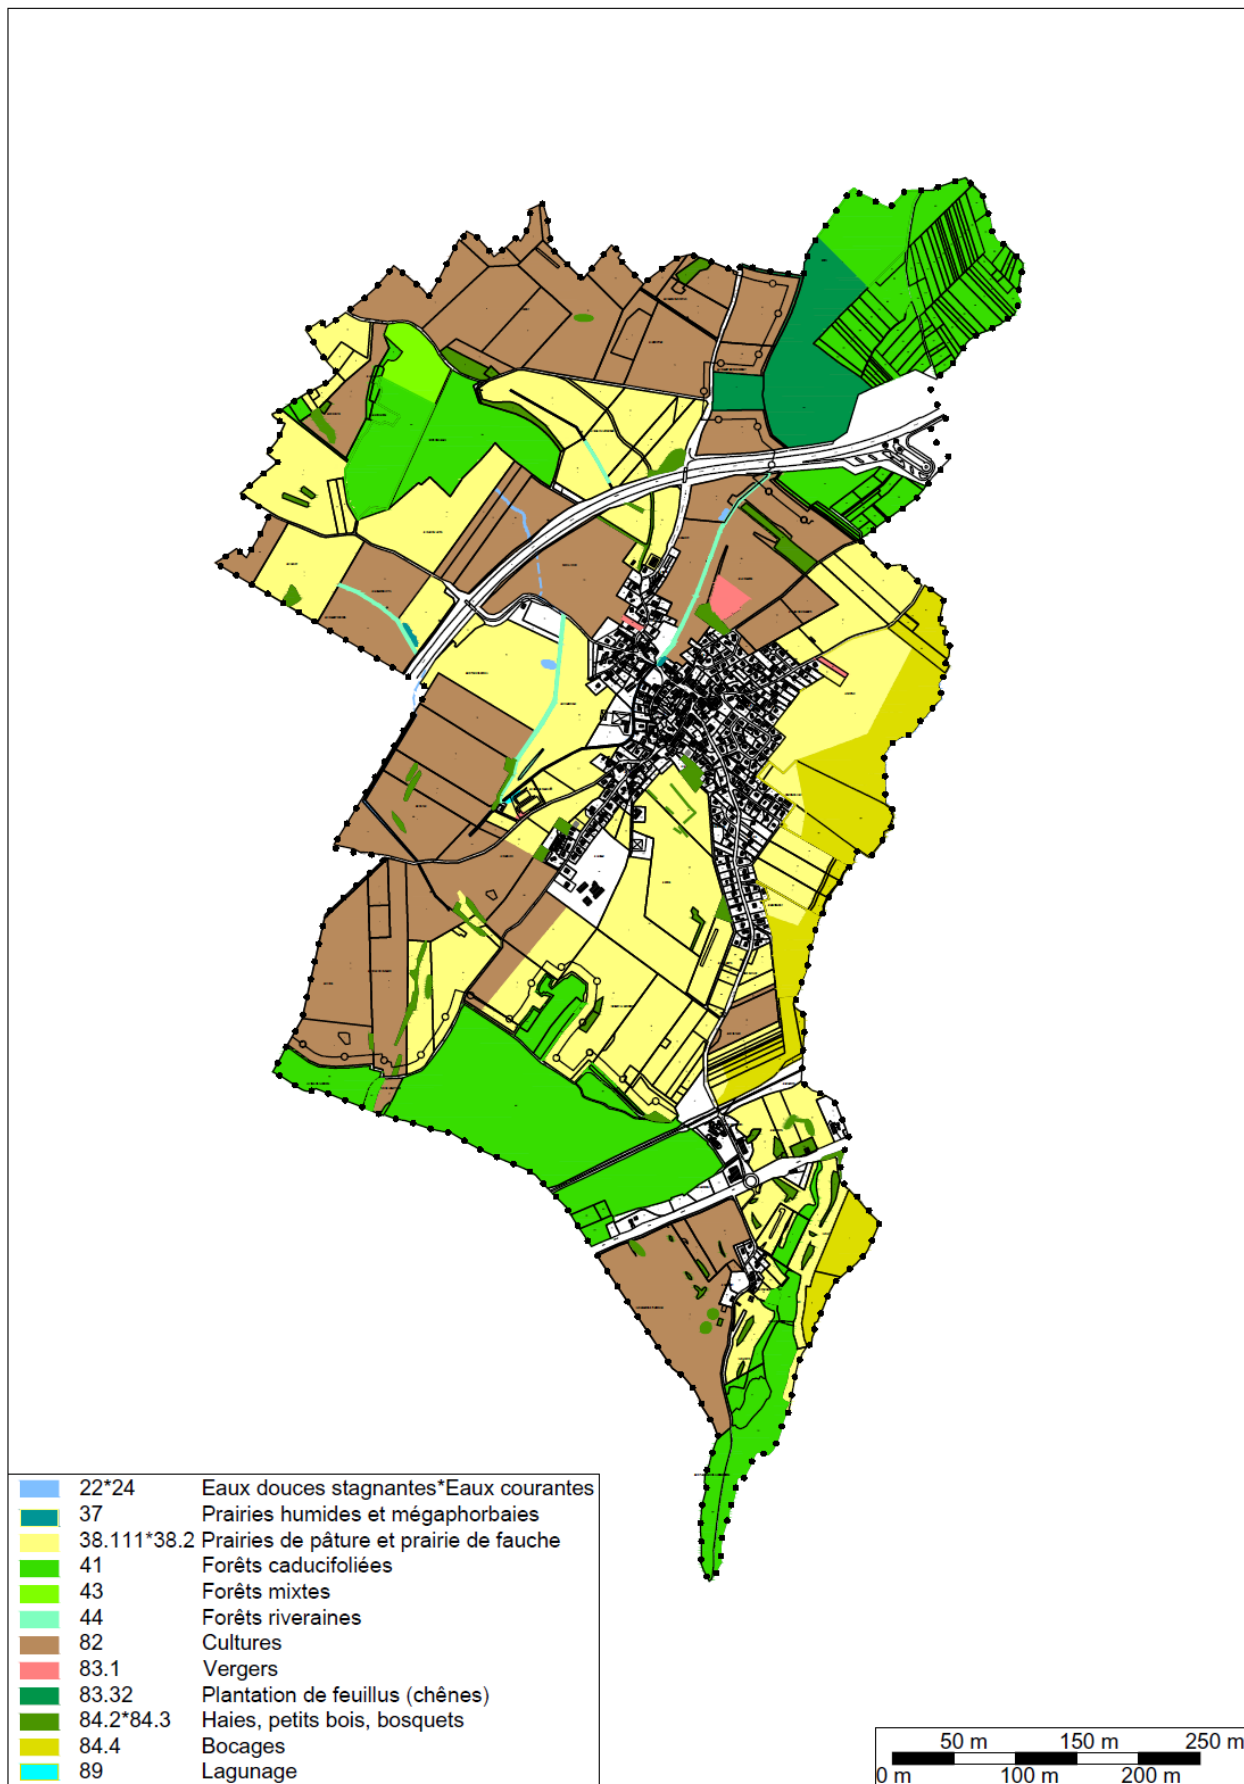 22*24 Eaux douces stagnantes*Eaux courantes
37 Prairies humides et mégaphorbaies
38.111*38.2 Prairies de pâture et prairie de fauche
41 Forêts caducifoliées
43 Forêts mixtes
44 Forêts riveraines
82 Cultures
83.1 Vergers
83.32 Plantation de feuillus (chênes)
84.2*84.3 Haies, petits bois, bosquets
84.4 Bocages
89 Lagunage
50 m 150 m 250 m
0 m 100 m 200 m